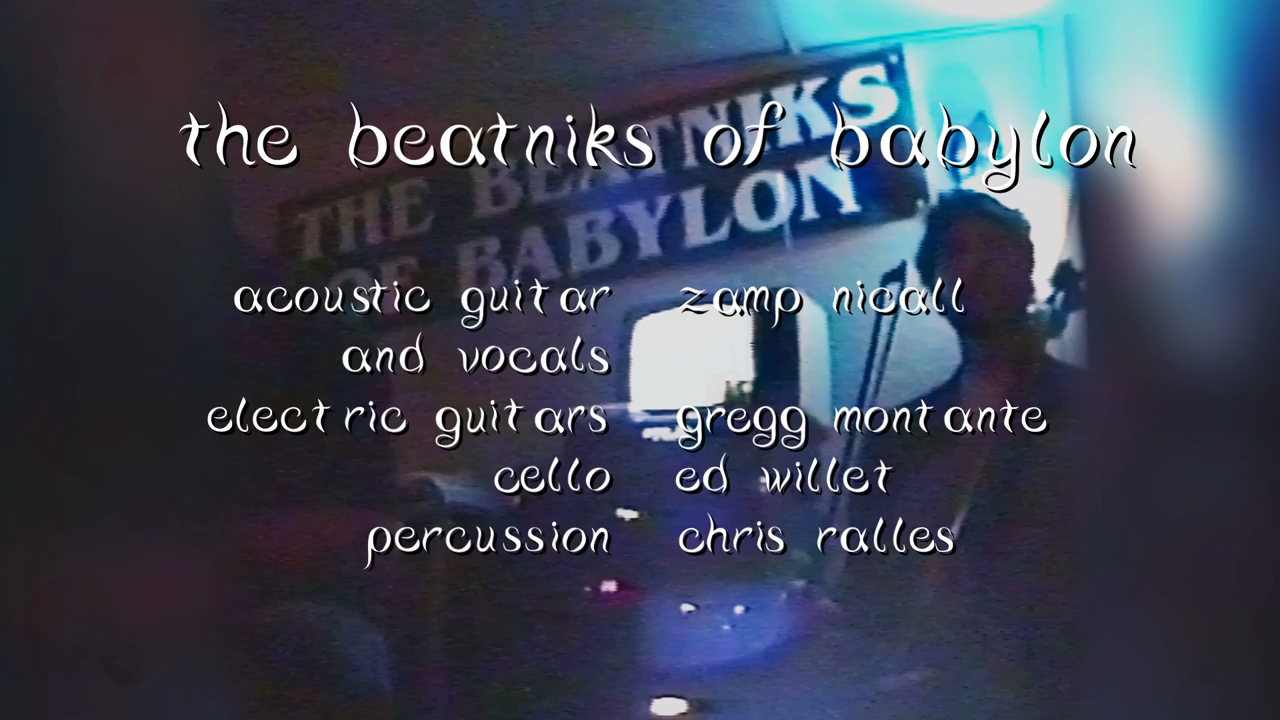 the beatniks of babylon
THE BEATNIKS'
OF BABYLON
acoustic guitar zamp nicall
and vocals
electric guitars gregg montante
cello ed willet
percussion chris ralles